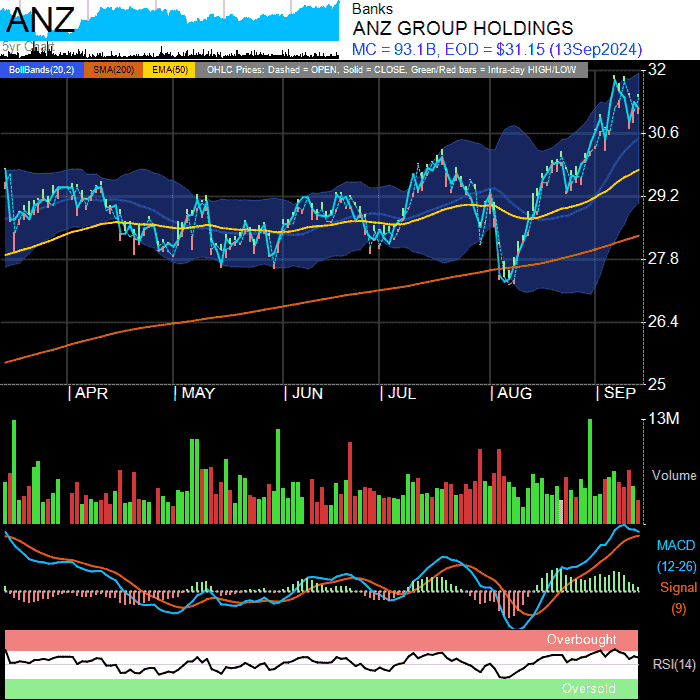 ANZ
5yr Chart
Banks
ANZ GROUP HOLDINGS
MC = 93.1B, EOD = $31.15 (13Sep2024)
BollBands(20,2) SMA(200) EMA(50) OHLC Prices: Dashed = OPEN, Solid = CLOSE, Green/Red bars = Intra-day HIGH/LOW
32
30.6
29.2
27.8
26.4
25
| APR | MAY | JUN | JUL | AUG | SEP
13M
Volume
MACD
(12-26)
Signal
(9)
Overbought
RSI(14)
Oversold